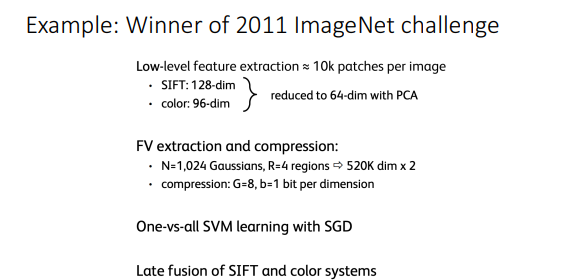 Example: Winner of 2011 ImageNet challenge
Low-level feature extraction ≈ 10k patches per image
• SIFT: 128-dim
• color: 96-dim
reduced to 64-dim with PCA
FV extraction and compression:
• N=1,024 Gaussians, R=4 regions ⇨ 520K dim x 2
• compression: G=8, b=1 bit per dimension
One-vs-all SVM learning with SGD
Late fusion of SIFT and color systems